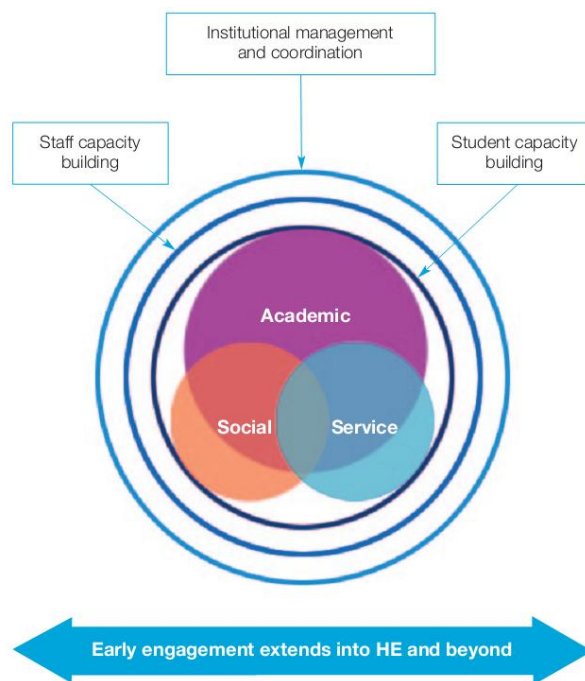 Institutional management
and coordination
Staff capacity
building
Student capacity
building
Academic
Social
Service
Early engagement extends into HE and beyond